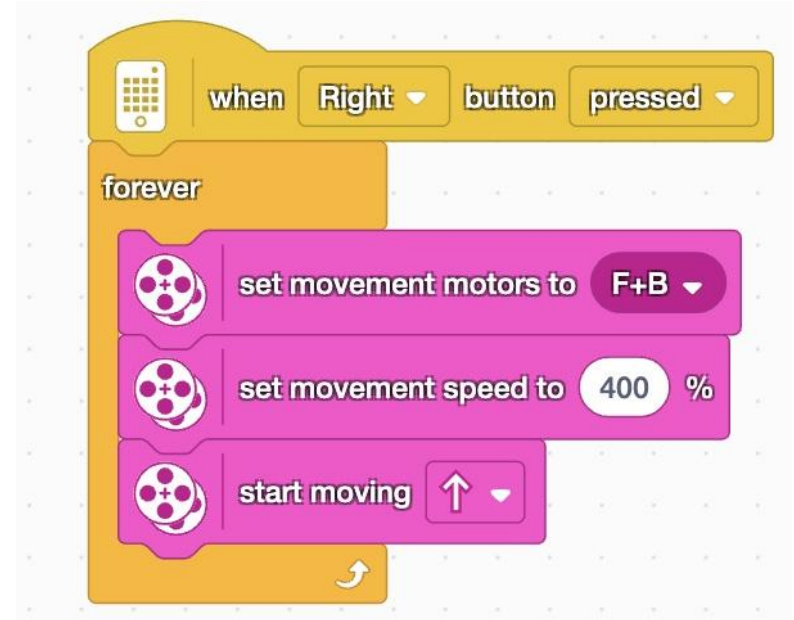 when Right button pressed
forever
set movement motors to F+B
set movement speed to 400 %
start moving ↑